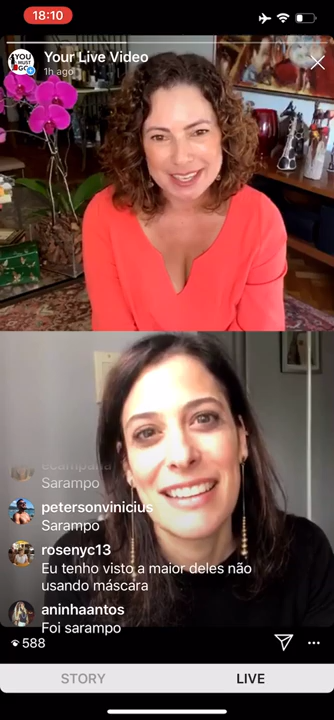 18:10
YOU
MUST
GO
Your Live Video
1h ago
ecampana
Sarampo
petersonvinicius
Sarampo
rosenyc13
Eu tenho visto a maior deles não
usando máscara
aninhaantos
Foi sarampo
588
STORY
LIVE